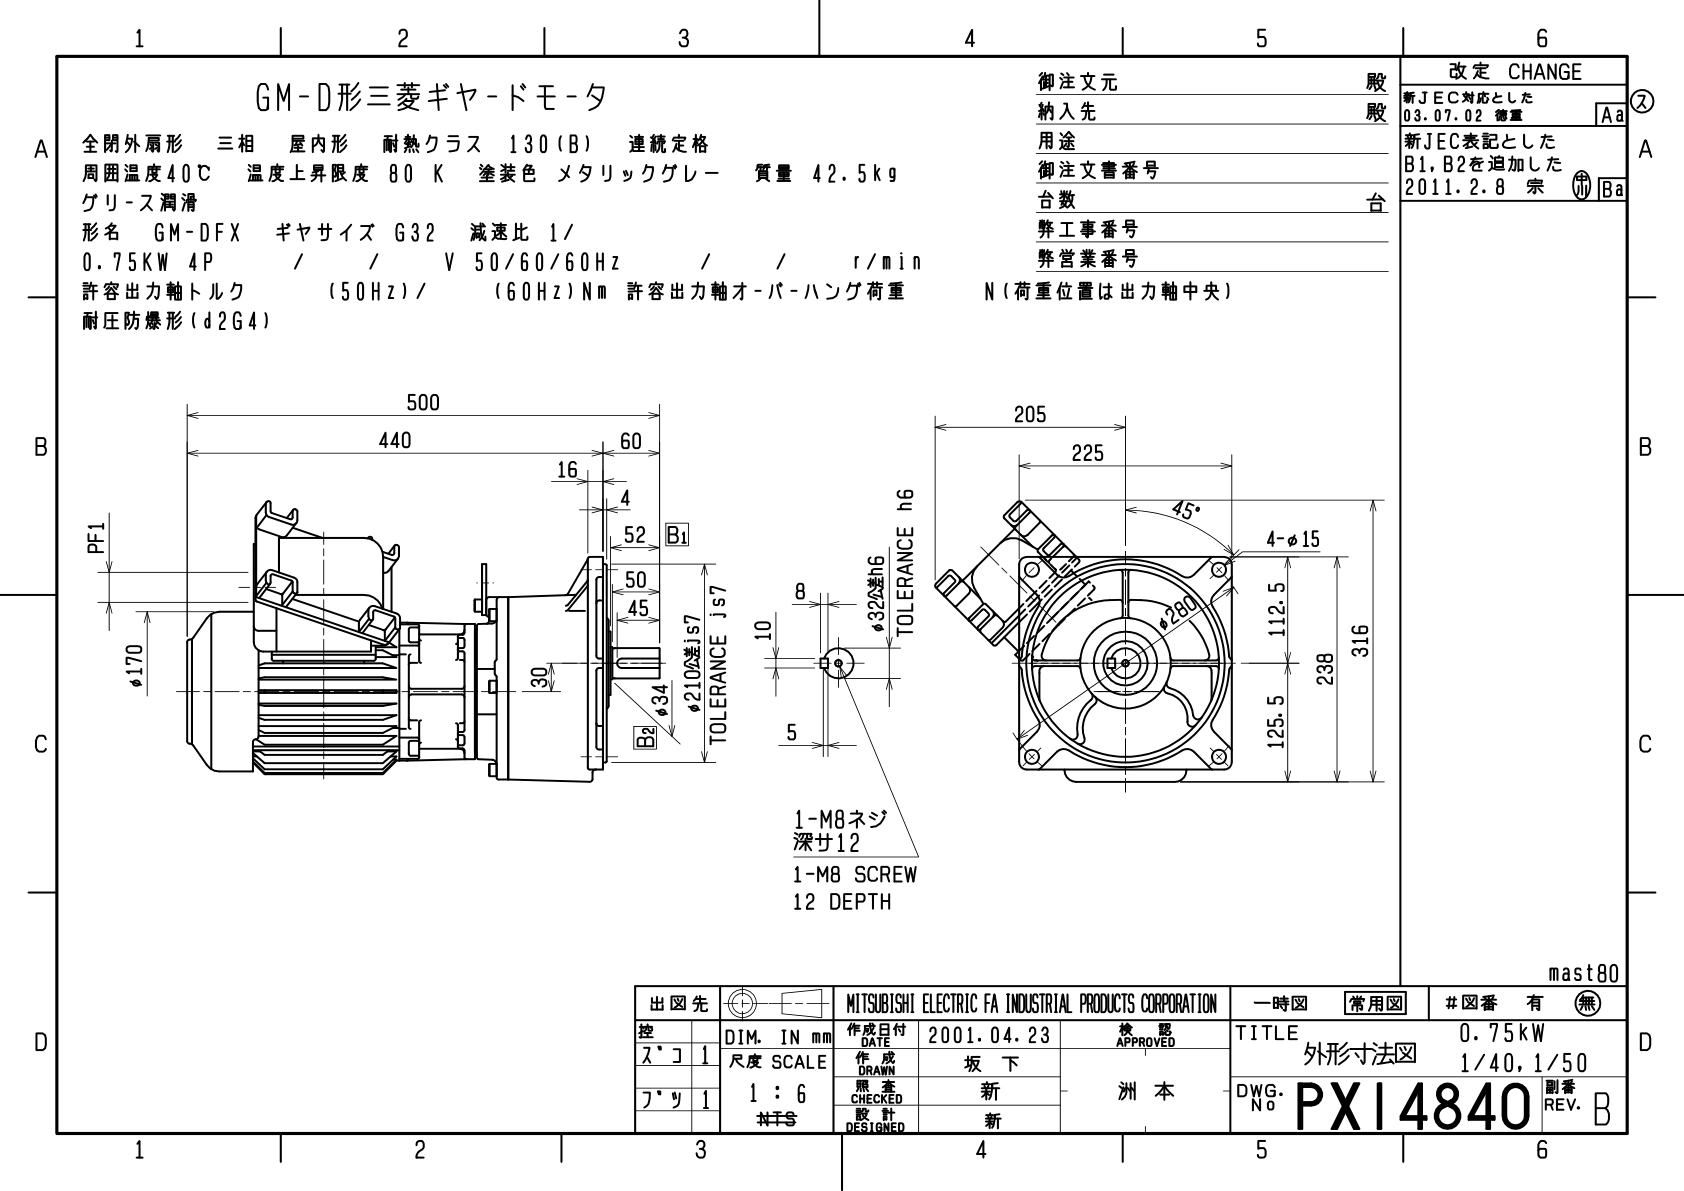 1 2 3 4 5 6
A A
B B
C C
D D
GM-D形三菱ギヤードモータ
全閉外扇形 三相 屋内形 耐熱クラス 130(B) 連続定格
周囲温度40℃ 温度上昇限度 80 K 塗装色 メタリックグレー 質量 42.5kg
グリース潤滑
形名 GM-DFX ギヤサイズ G32 減速比 1/
0.75KW 4P / / V 50/60/60Hz / / r/min
許容出力軸トルク (50Hz)/ (60Hz)Nm 許容出力軸オーバーハング荷重 N(荷重位置は出力軸中央)
耐圧防爆形(d2G4)
御注文元 殿
納入先 殿
用途
御注文書番号
台数 台
弊工事番号
弊営業番号
改定 CHANGE
新JEC対応とした
03.07.02 徳重 Aa
ス
新JEC表記とした
B1,B2を追加した
2011.2.8 宗 Ba
500
440 60
16
4
52 B1
50
45
PF1
φ170
30
φ34
B2
φ210公差js7
TOLERANCE js7
8
10
5
φ32公差h6
TOLERANCE h6
1-M8ネジ
深サ12
1-M8 SCREW
12 DEPTH
205
225
45°
4-φ15
φ280
112.5
125.5
238
316
mast80
出図先
控
ズコ 1
ブツ 1
DIM. IN mm
尺度 SCALE
1 : 6
NTS
MITSUBISHI ELECTRIC FA INDUSTRIAL PRODUCTS CORPORATION
作成日付 DATE 2001.04.23
作成 DRAWN 坂下
照査 CHECKED 新
設計 DESIGNED 新
検認 APPROVED
洲本
一時図 常用図 #図番 有 無
TITLE 外形寸法図
0.75kW
1/40,1/50
DWG. No PX14840
副番 REV. B
1 2 3 4 5 6